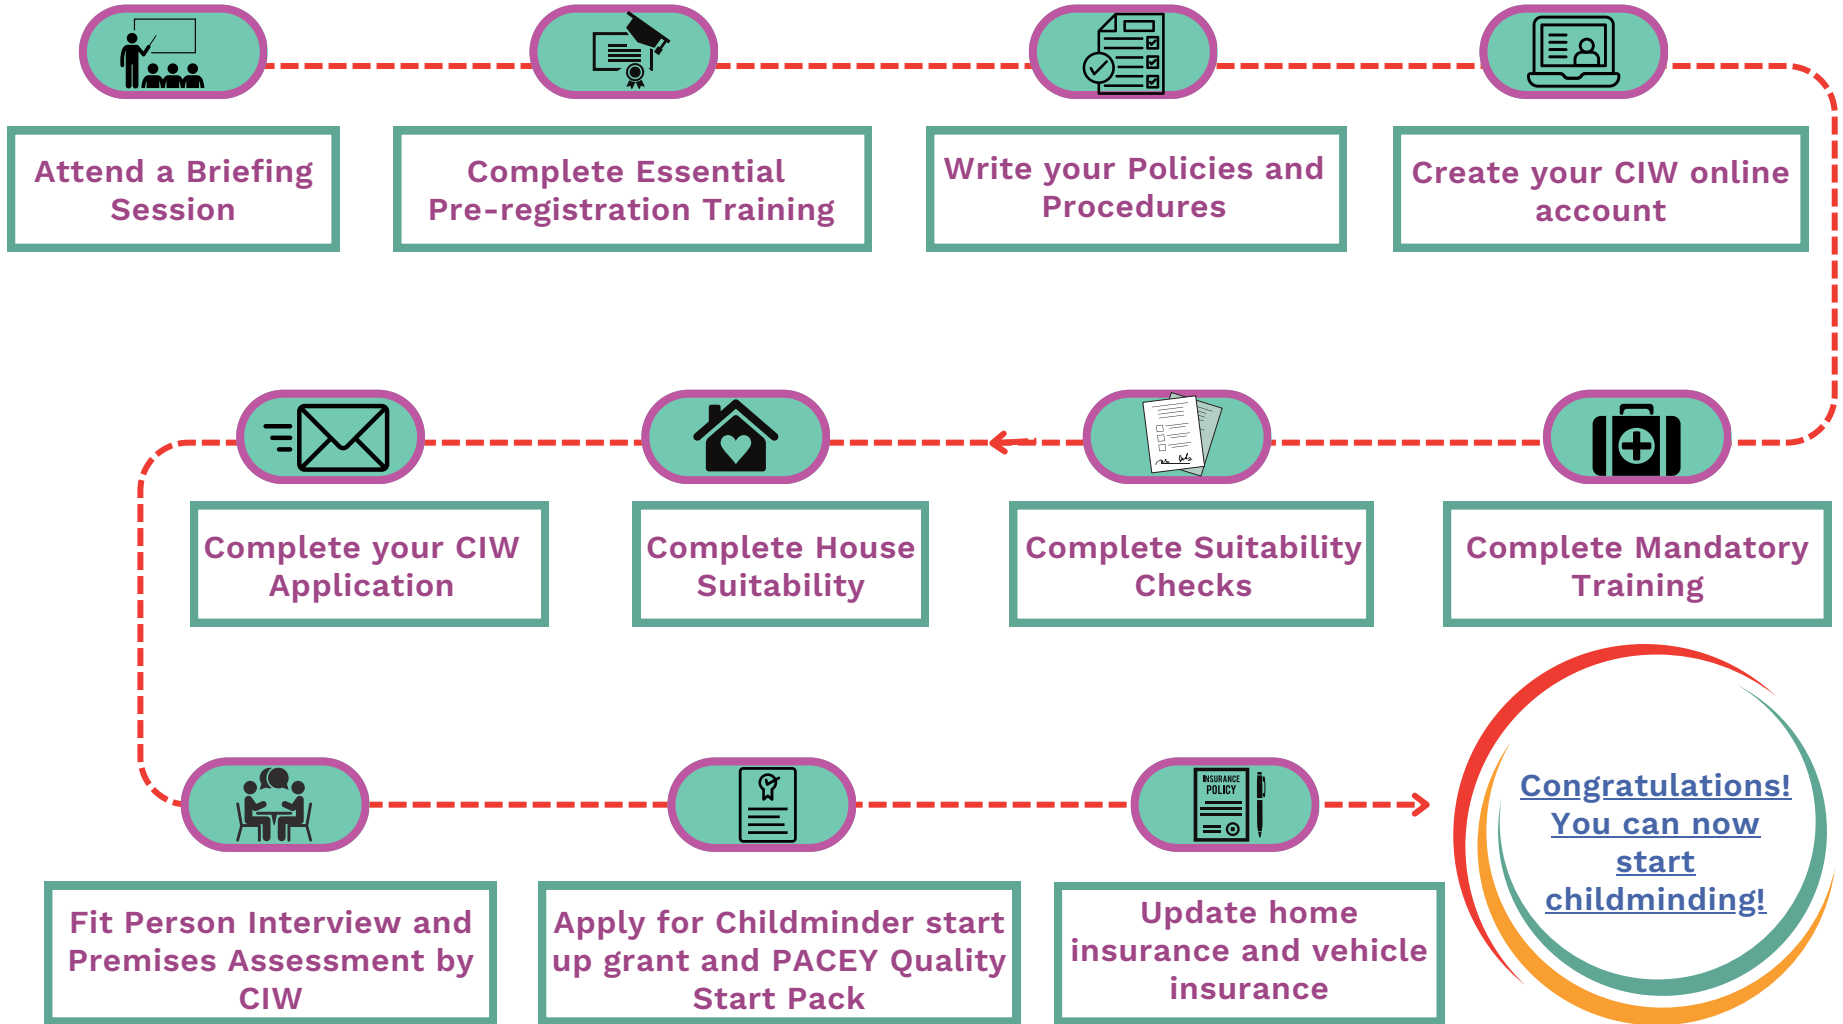 Attend a Briefing
Session
Complete Essential
Pre-registration Training
Write your Policies and
Procedures
Create your CIW online
account
Complete Mandatory
Training
Complete Suitability
Checks
Complete House
Suitability
Complete your CIW
Application
Fit Person Interview and
Premises Assessment by
CIW
Apply for Childminder start
up grant and PACEY Quality
Start Pack
INSURANCE
POLICY
Update home
insurance and vehicle
insurance
Congratulations!
You can now
start
childminding!